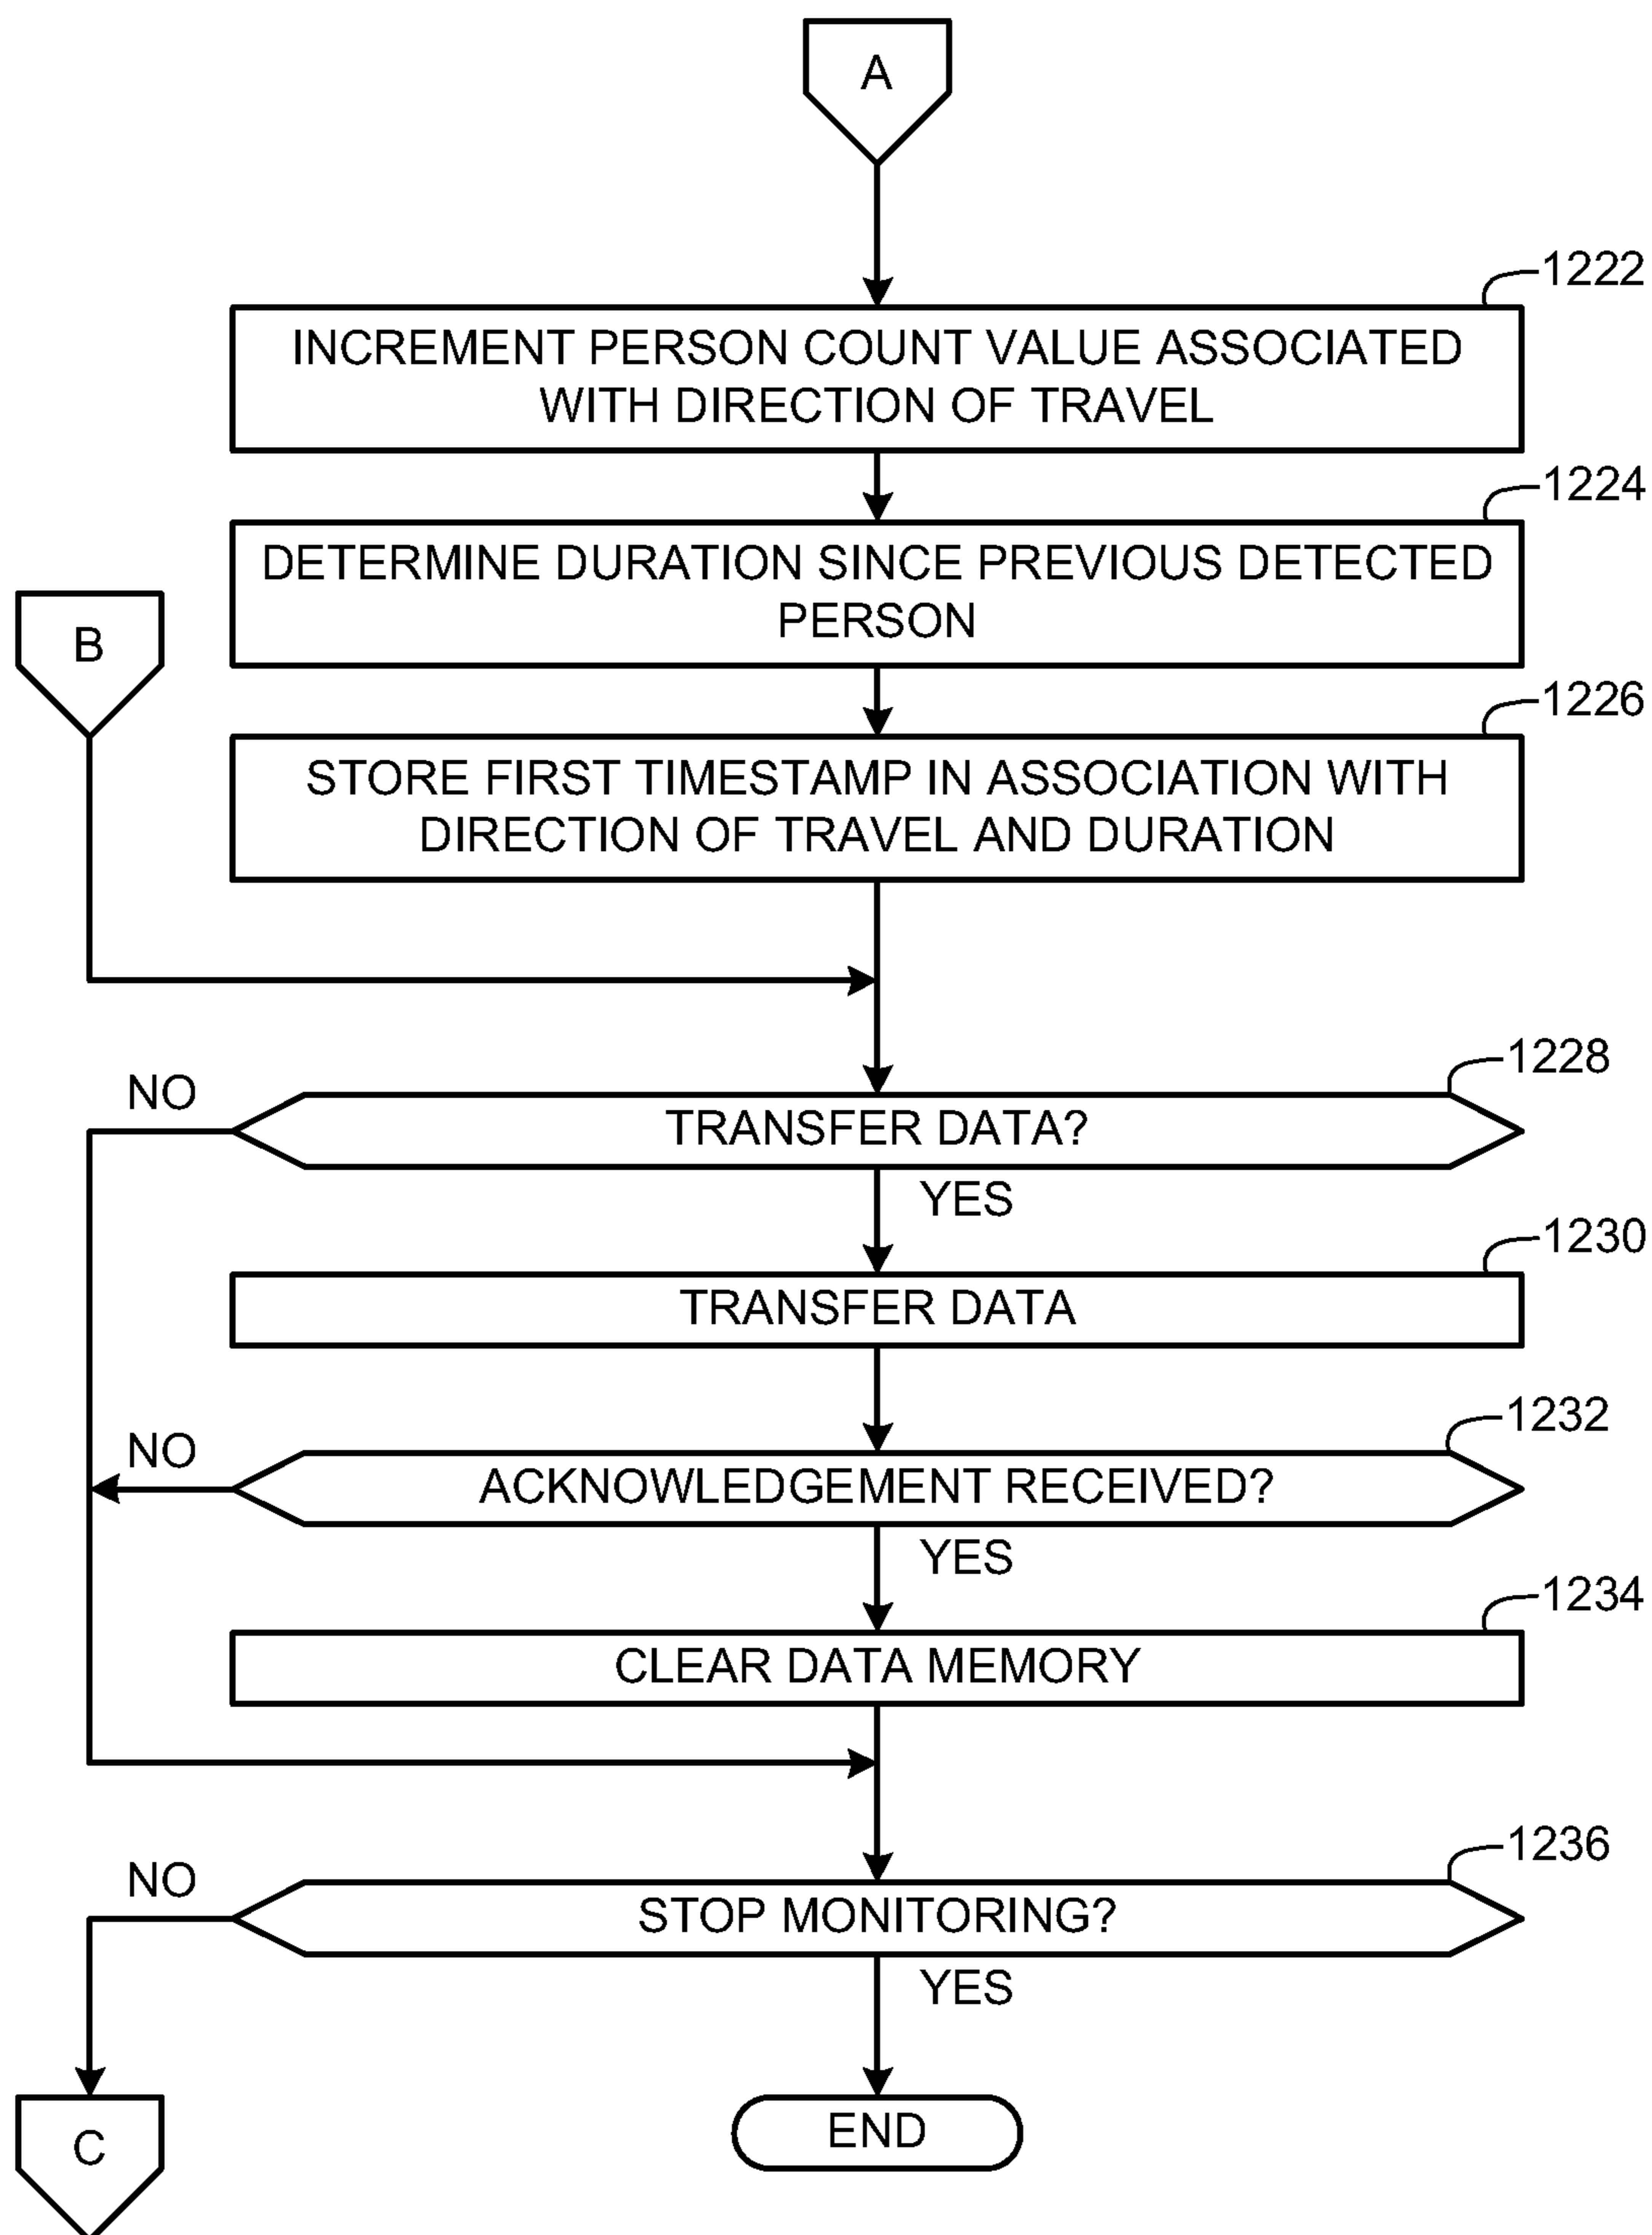 A
1222
INCREMENT PERSON COUNT VALUE ASSOCIATED
WITH DIRECTION OF TRAVEL
1224
DETERMINE DURATION SINCE PREVIOUS DETECTED
PERSON
B
1226
STORE FIRST TIMESTAMP IN ASSOCIATION WITH
DIRECTION OF TRAVEL AND DURATION
1228
NO
TRANSFER DATA?
YES
1230
TRANSFER DATA
1232
NO
ACKNOWLEDGEMENT RECEIVED?
YES
1234
CLEAR DATA MEMORY
1236
NO
STOP MONITORING?
YES
END
C